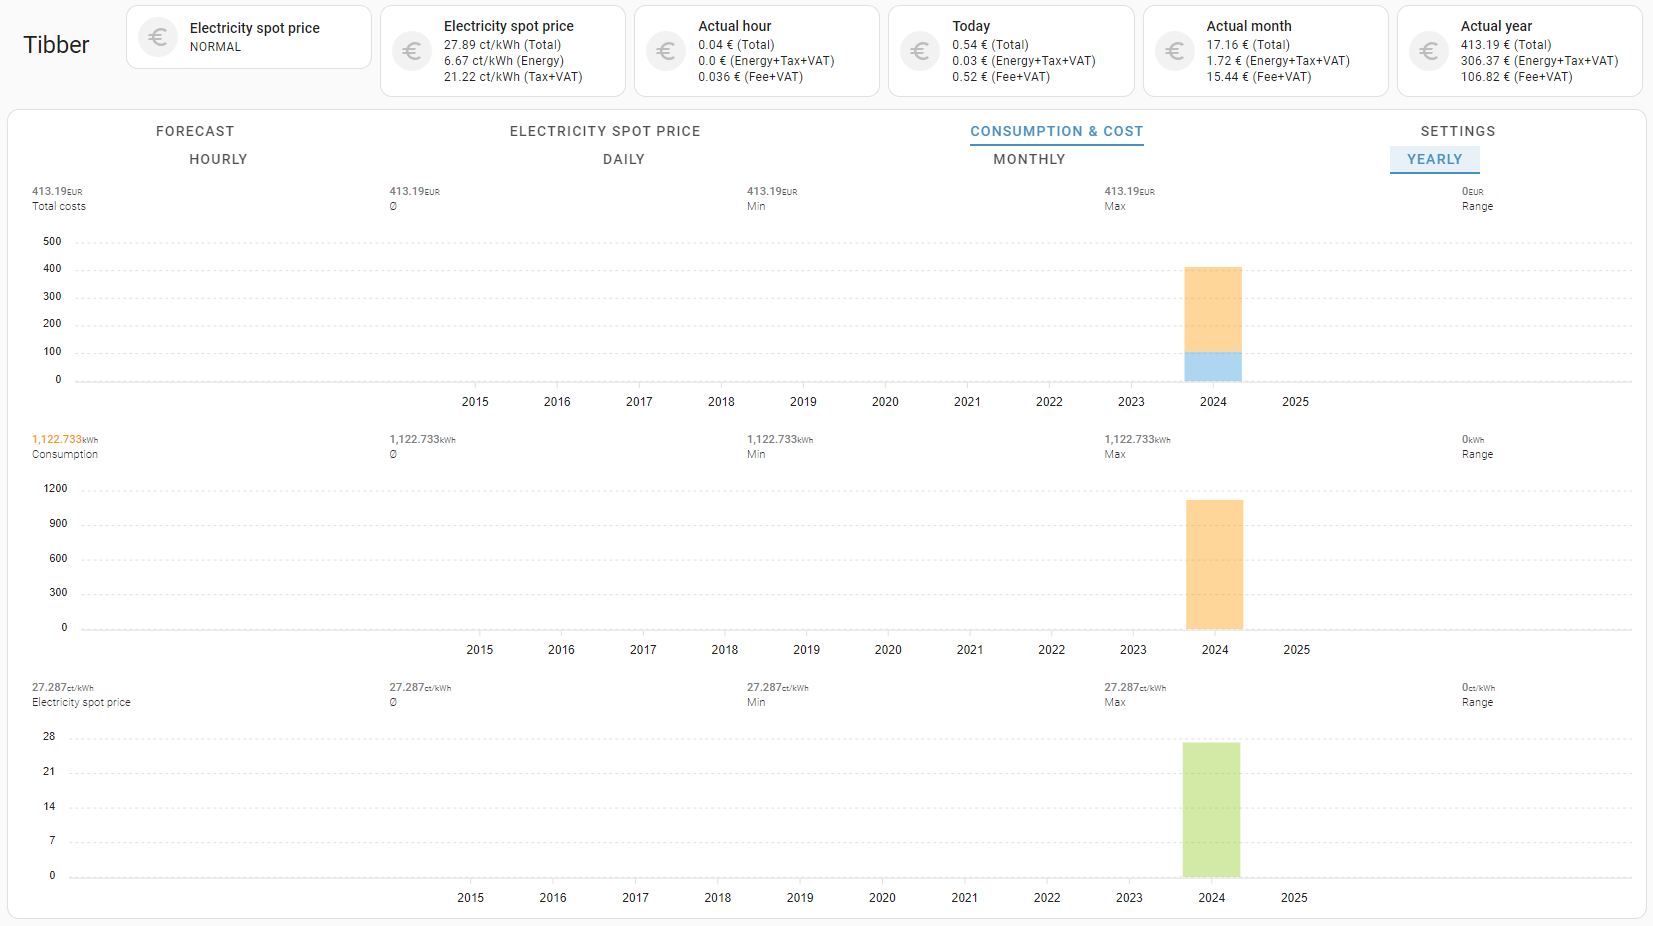 Tibber
Electricity spot price
NORMAL
Electricity spot price
27.89 ct/kWh (Total)
6.67 ct/kWh (Energy)
21.22 ct/kWh (Tax+VAT)
Actual hour
0.04 € (Total)
0.0 € (Energy+Tax+VAT)
0.036 € (Fee+VAT)
Today
0.54 € (Total)
0.03 € (Energy+Tax+VAT)
0.52 € (Fee+VAT)
Actual month
17.16 € (Total)
1.72 € (Energy+Tax+VAT)
15.44 € (Fee+VAT)
Actual year
413.19 € (Total)
306.37 € (Energy+Tax+VAT)
106.82 € (Fee+VAT)
FORECAST ELECTRICITY SPOT PRICE CONSUMPTION & COST SETTINGS
HOURLY DAILY MONTHLY YEARLY
413.19EUR 413.19EUR 413.19EUR 413.19EUR 0EUR
Total costs Ø Min Max Range
500
400
300
200
100
0
2015 2016 2017 2018 2019 2020 2021 2022 2023 2024 2025
1,122.733kWh 1,122.733kWh 1,122.733kWh 1,122.733kWh 0kWh
Consumption Ø Min Max Range
1200
900
600
300
0
2015 2016 2017 2018 2019 2020 2021 2022 2023 2024 2025
27.287ct/kWh 27.287ct/kWh 27.287ct/kWh 27.287ct/kWh 0ct/kWh
Electricity spot price Ø Min Max Range
28
21
14
7
0
2015 2016 2017 2018 2019 2020 2021 2022 2023 2024 2025